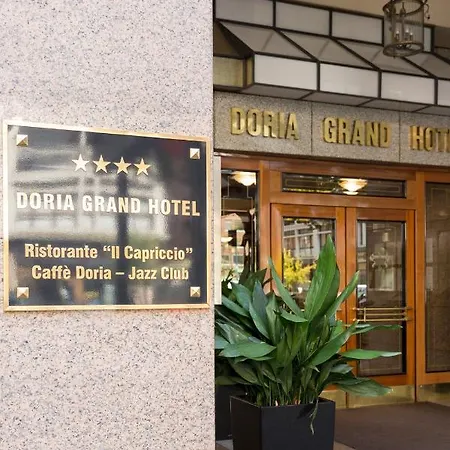 DORIA GRAND HOTEL
Ristorante “Il Capriccio”
Caffè Doria – Jazz Club
DORIA GRAND HOTEL